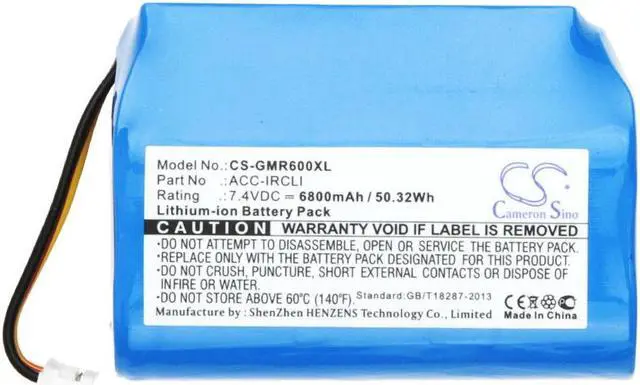 Model No.:CS-GMR600XL
Part No :ACC-IRCLI
Rating :7.4VDC ⎓ 6800mAh / 50.32Wh
Lithium-ion Battery Pack
CS
Cameron Sino
CAUTION WARRANTY VOID IF LABEL IS REMOVED
•DO NOT ATTEMPT TO DISASSEMBLE, OPEN OR SERVICE BATTERY PACK.
•REPLACE ONLY WITH THE BATTERY PACK DESIGNATED FOR THIS PRODUCT.
•DO NOT CRUSH, PUNCTURE, SHORT EXTERNAL CONTACTS OR DISPOSE OF
INFIRE OR WATER.
•DO NOT STORE ABOVE 60°C (140°F). Standard:GB/T18287-2013
Manufacture by : ShenZhen HENZENS Technology Co., Limited
CE
Made In China